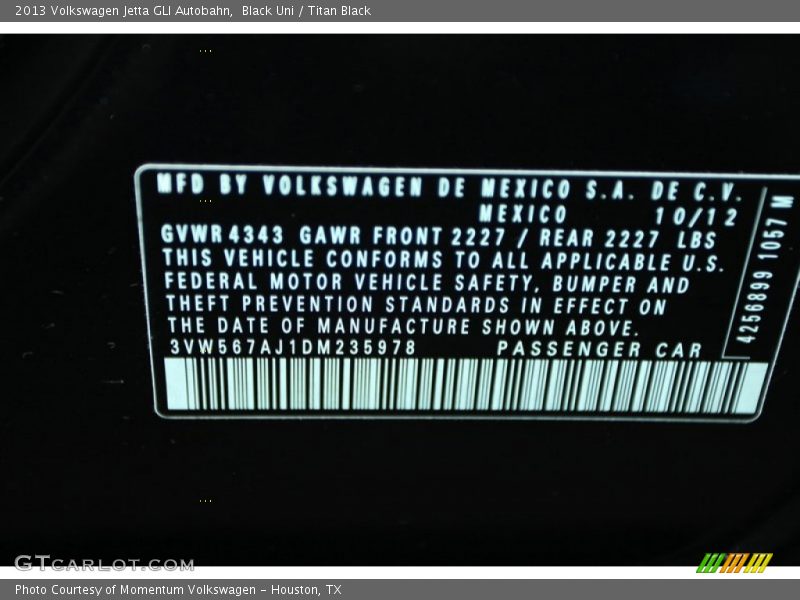 2013 Volkswagen Jetta GLI Autobahn,  Black Uni / Titan Black
MFD BY VOLKSWAGEN DE MEXICO S.A. DE C.V.
MEXICO 10/12
GVWR 4343 GAWR FRONT 2227 / REAR 2227 LBS
THIS VEHICLE CONFORMS TO ALL APPLICABLE U.S.
FEDERAL MOTOR VEHICLE SAFETY, BUMPER AND
THEFT PREVENTION STANDARDS IN EFFECT ON
THE DATE OF MANUFACTURE SHOWN ABOVE.
3VW567AJ1DM235978 PASSENGER CAR
4256899 1057 M
GTCARLOT.COM
Photo Courtesy of Momentum Volkswagen – Houston, TX